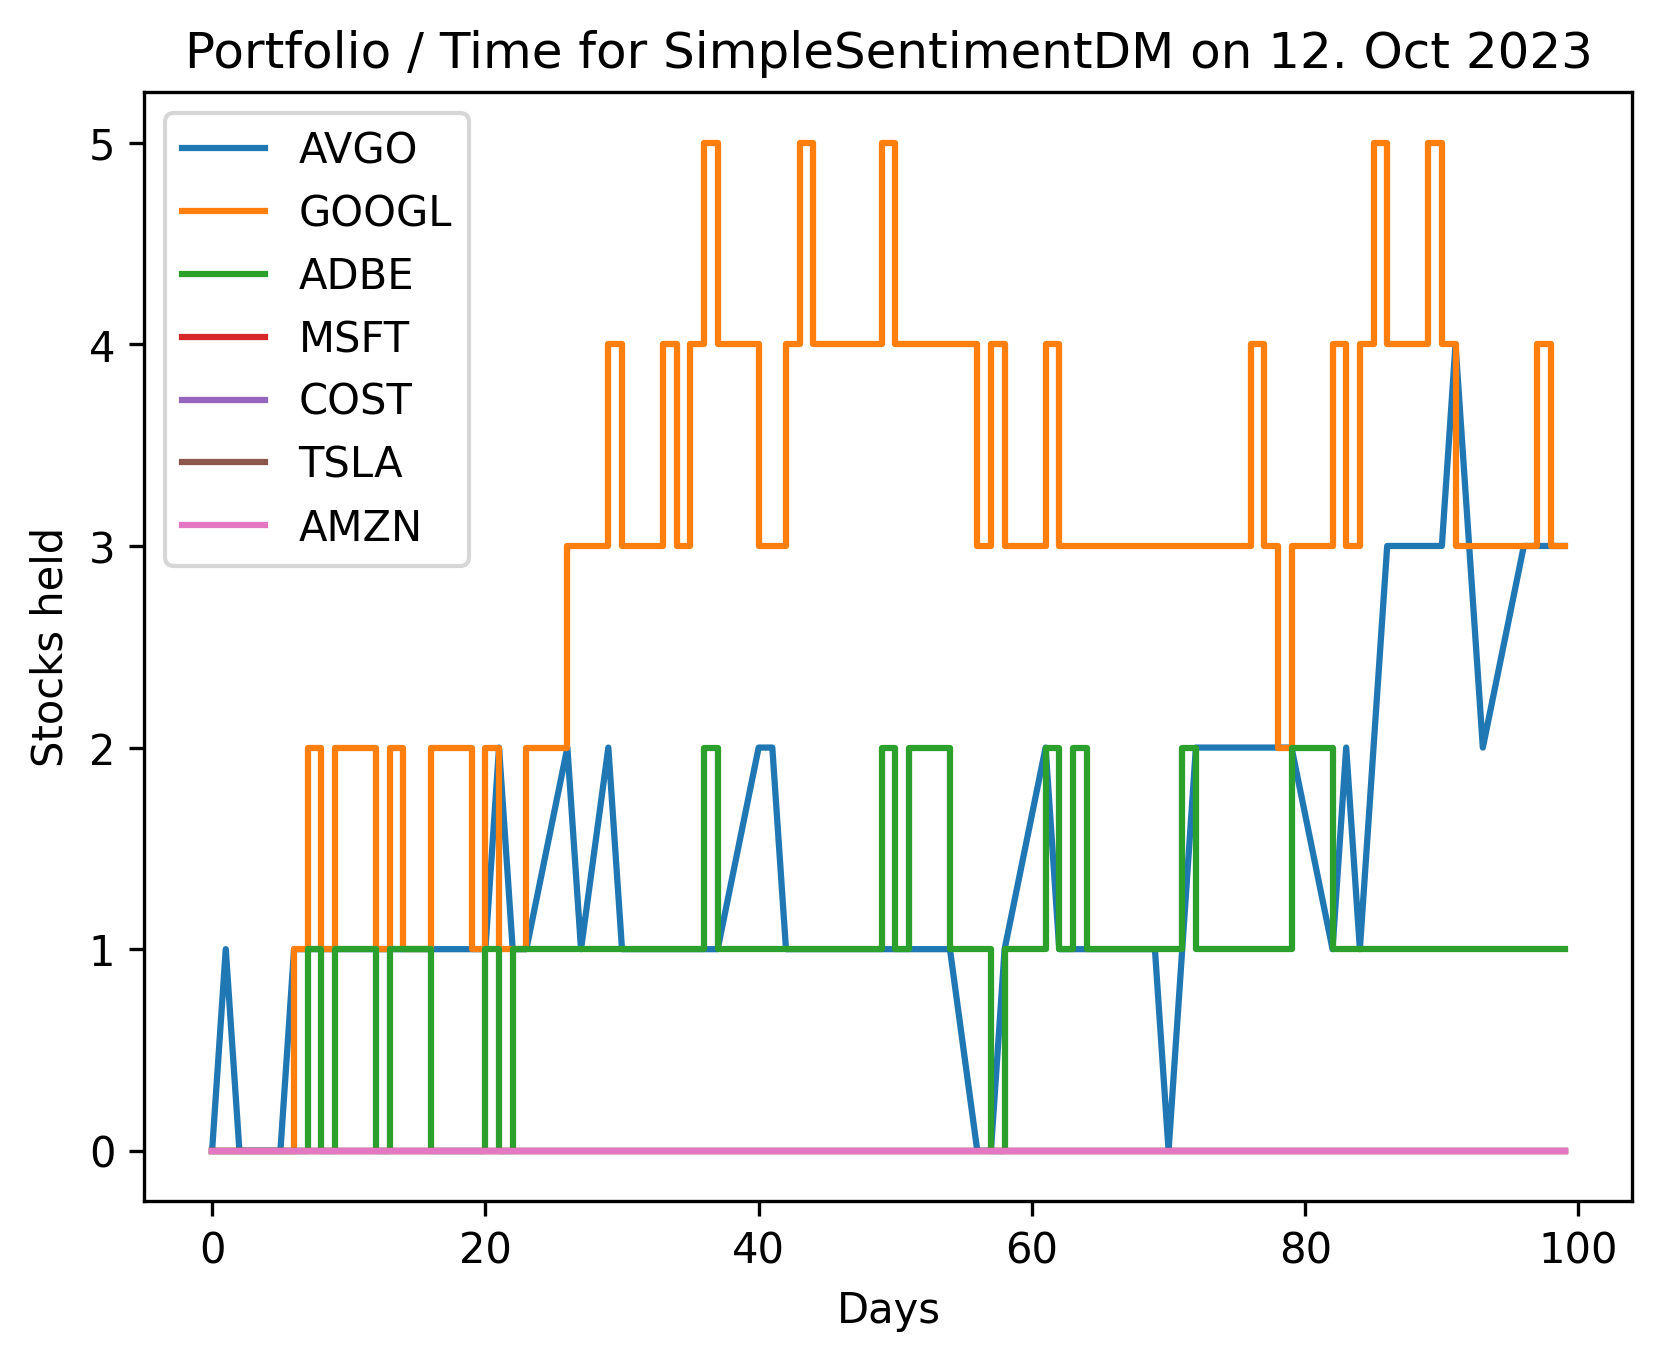 Portfolio / Time for SimpleSentimentDM on 12. Oct 2023
AVGO
GOOGL
ADBE
MSFT
COST
TSLA
AMZN
Stocks held
5
4
3
2
1
0
0 20 40 60 80 100
Days